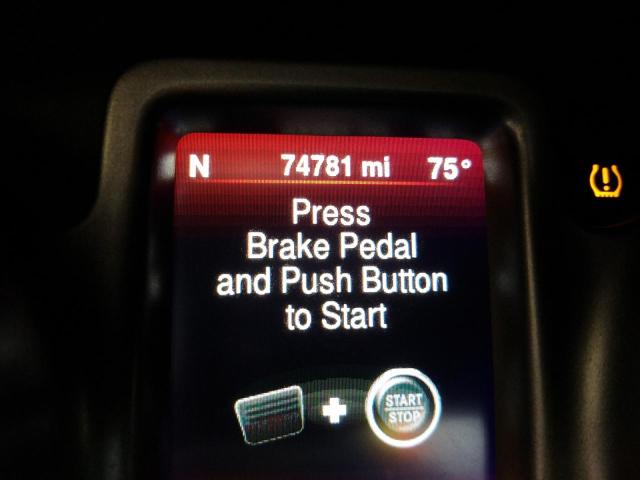 N 74781 mi 75°
Press
Brake Pedal
and Push Button
to Start
START
STOP